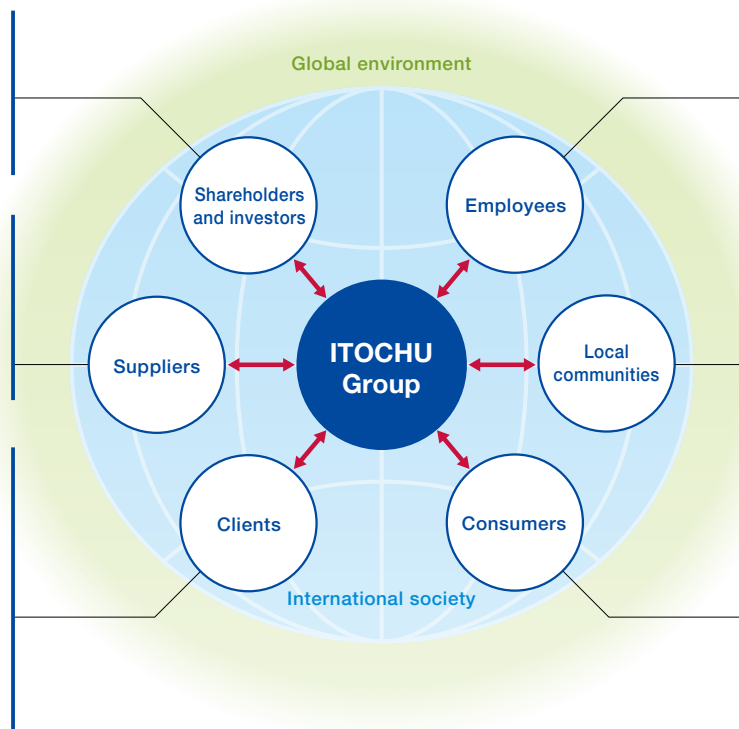 Global environment
Shareholders
and investors
Employees
ITOCHU
Group
Suppliers
Local
communities
Clients
Consumers
International society